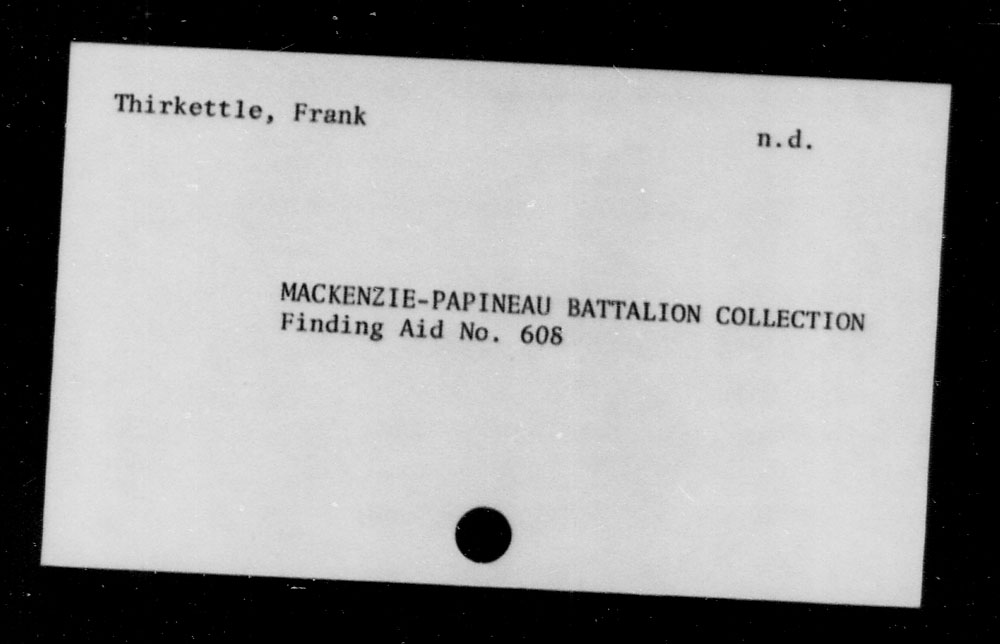 Thirkettle, Frank
n.d.
MACKENZIE-PAPINEAU BATTALION COLLECTION
Finding Aid No. 608